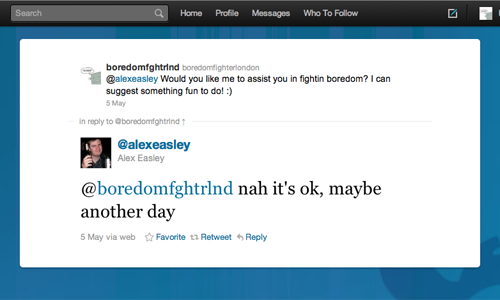 Search Home Profile Messages Who To Follow
boredomfghtrlnd boredomfighterlondon
@alexeasley Would you like me to assist you in fightin boredom? I can
suggest something fun to do! :)
5 May
in reply to @boredomfghtrlnd ↑
@alexeasley
Alex Easley
@boredomfghtrlnd nah it's ok, maybe
another day
5 May via web Favorite Retweet Reply